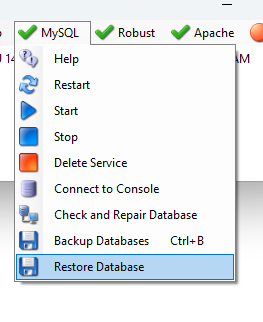 MySQL Robust Apache
Help
Restart
Start
Stop
Delete Service
Connect to Console
Check and Repair Database
Backup Databases Ctrl+B
Restore Database